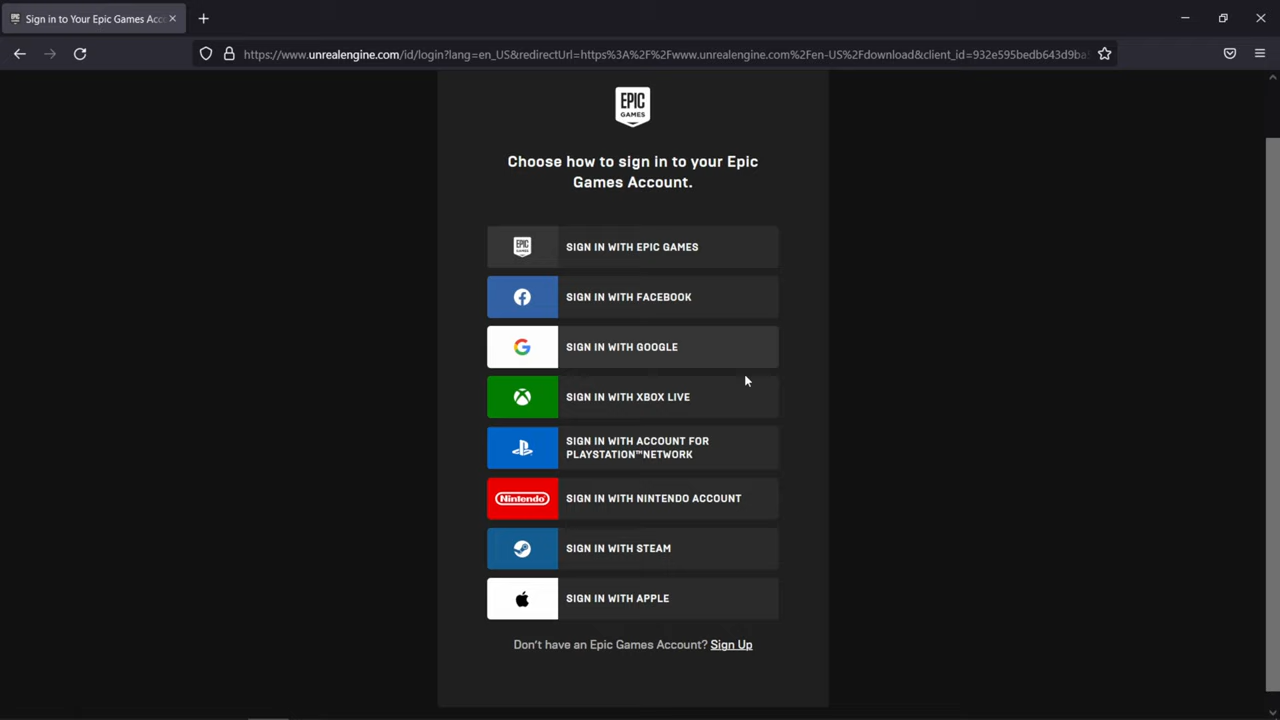 Sign in to Your Epic Games Acc
https://www.unrealengine.com/id/login?lang=en_US&redirectUrl=https%3A%2F%2Fwww.unrealengine.com%2Fen-US%2Fdownload&client_id=932e595bedb643d9ba
EPIC
GAMES
Choose how to sign in to your Epic
Games Account.
EPIC
GAMES
SIGN IN WITH EPIC GAMES
SIGN IN WITH FACEBOOK
SIGN IN WITH GOOGLE
SIGN IN WITH XBOX LIVE
SIGN IN WITH ACCOUNT FOR
PLAYSTATION™NETWORK
Nintendo
SIGN IN WITH NINTENDO ACCOUNT
SIGN IN WITH STEAM
SIGN IN WITH APPLE
Don't have an Epic Games Account? Sign Up